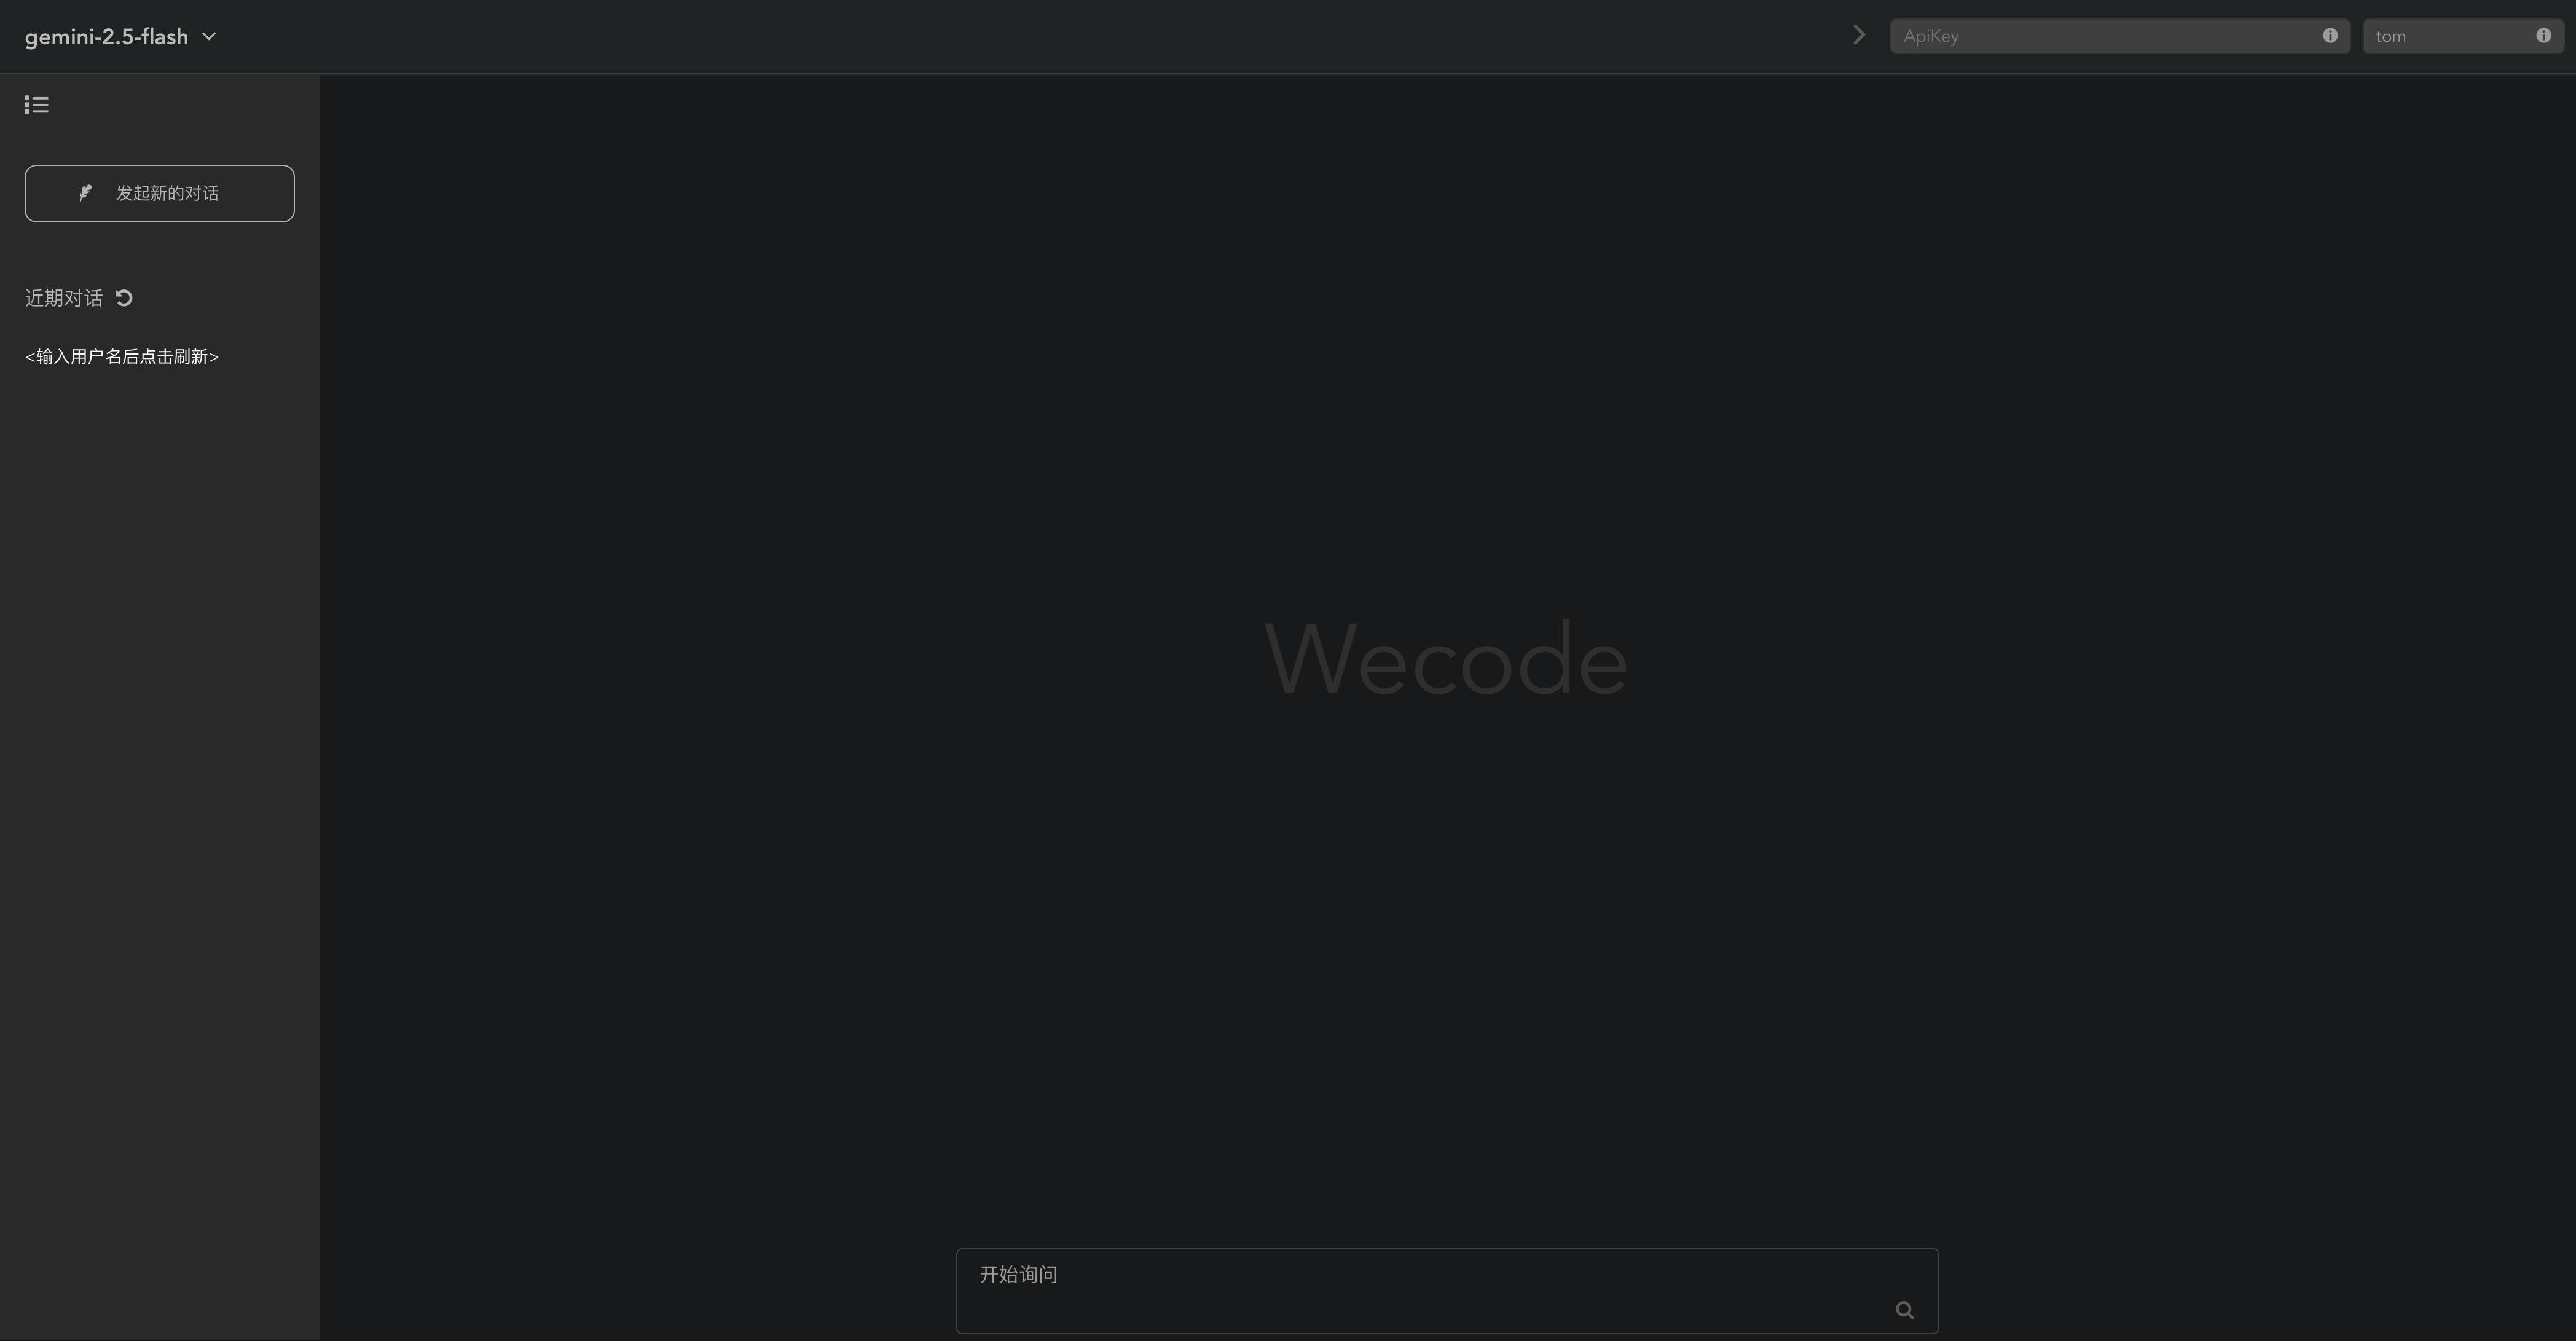 gemini-2.5-flash
ApiKey
tom
发起新的对话
近期对话
<输入用户名后点击刷新>
Wecode
开始询问